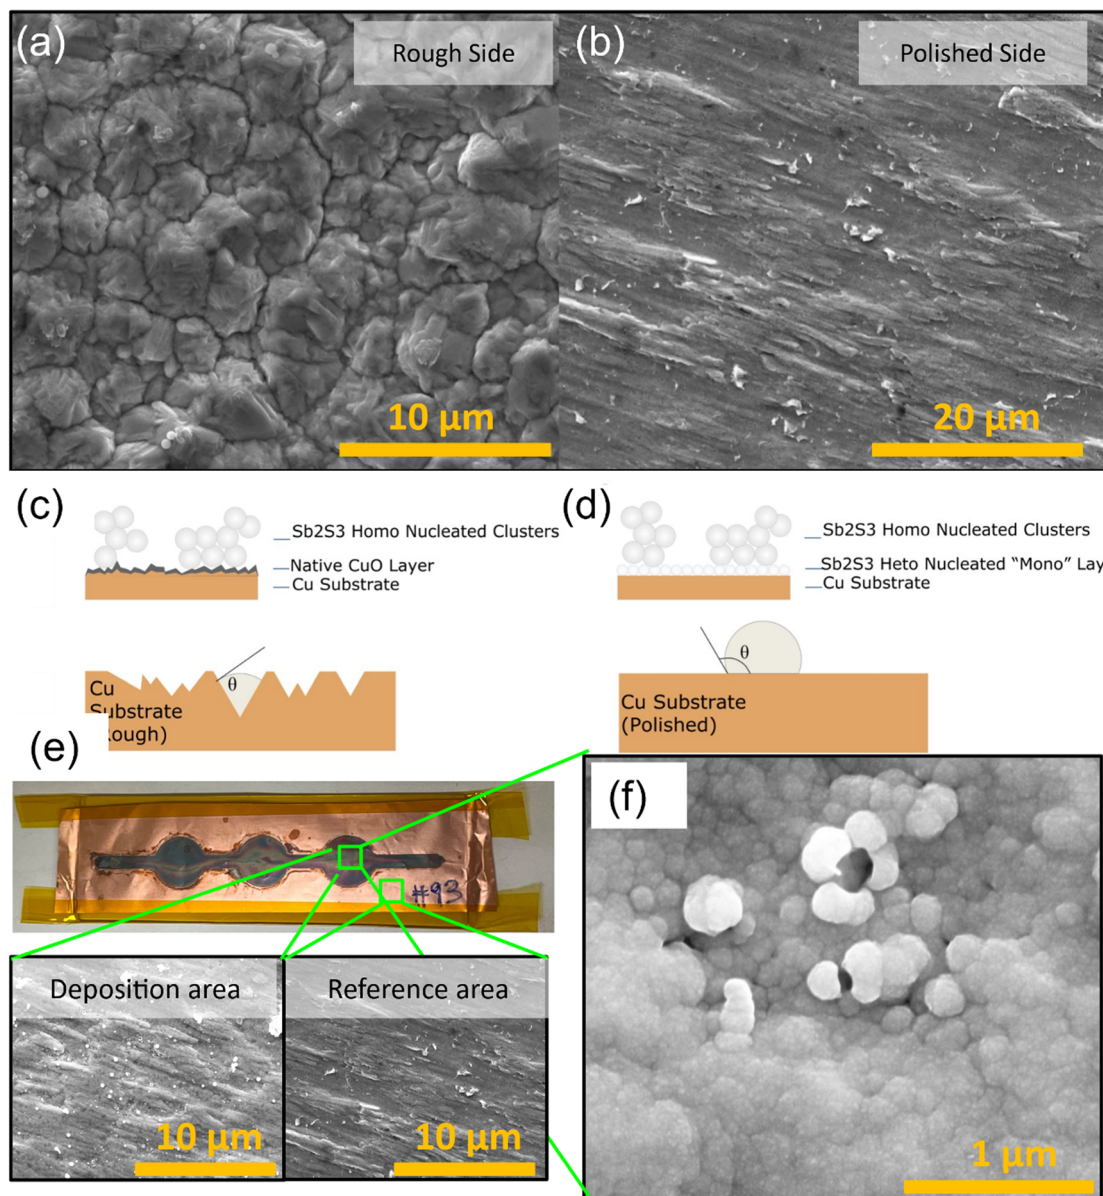 (a)
Rough Side
10 µm
(b)
Polished Side
20 µm
(c)
Sb2S3 Homo Nucleated Clusters
Native CuO Layer
Cu Substrate
θ
Cu
Substrate
(d)
Sb2S3 Homo Nucleated Clusters
Sb2S3 Heto Nucleated "Mono" Lay
Cu Substrate
θ
Cu Substrate
(Polished)
(e)
#93
Deposition area
10 µm
Reference area
10 µm
(f)
1 µm